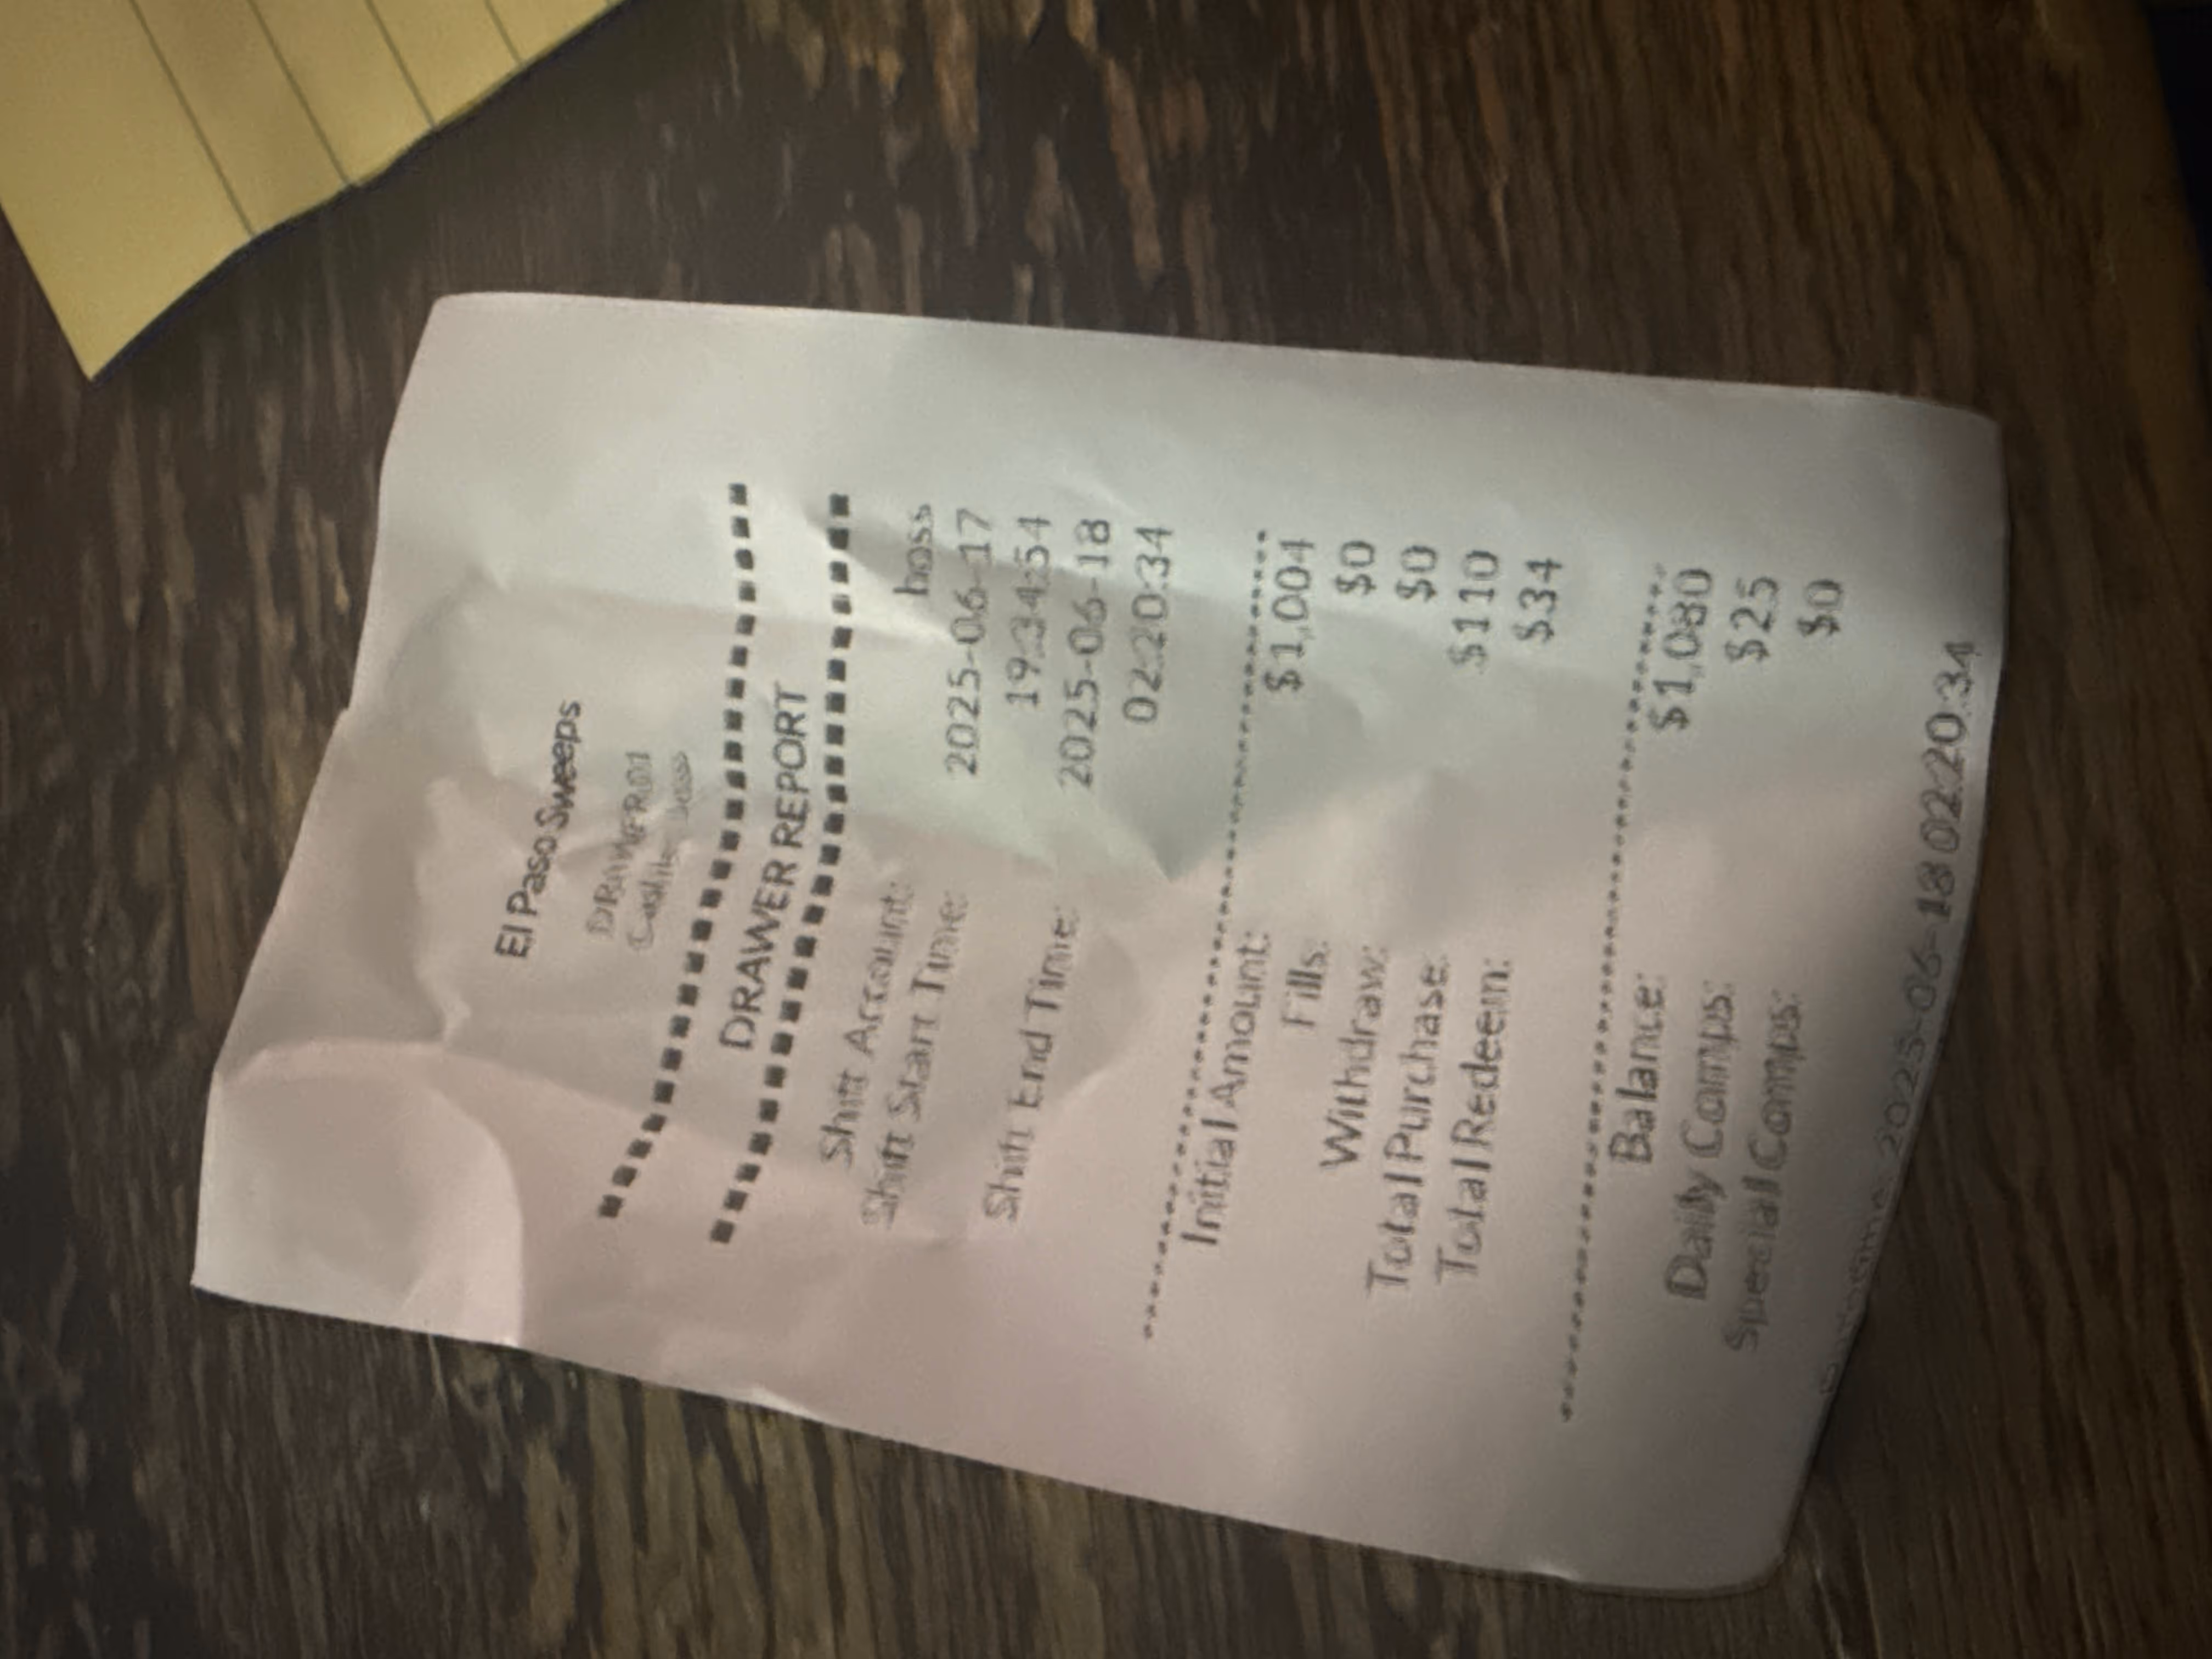 El Paso Sweeps
DRAWER01
DRAWER REPORT
Shift Account: boss
Shift Start Time: 2025-06-17
19:34:54
Shift End Time: 2025-06-18
02:20:34
Initial Amount: $1,004
Fills: $0
Withdraw: $0
Total Purchase: $110
Total Redeem: $34
Balance: $1,080
Daily Comps: $25
Special Comps: $0
2025-06-18 02:20:34